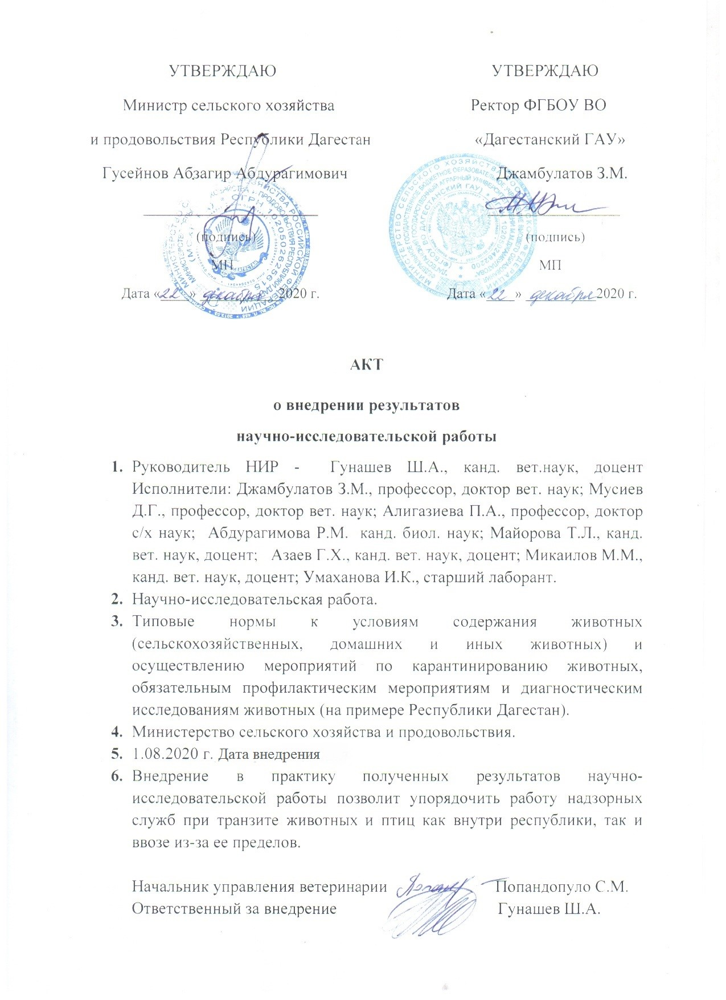 УТВЕРЖДАЮ
Министр сельского хозяйства
и продовольствия Республики Дагестан
Гусейнов Абзагир Абдурагимович
(подпись)
МП
Дата «22» декабря 2020 г.
УТВЕРЖДАЮ
Ректор ФГБОУ ВО
«Дагестанский ГАУ»
Джамбулатов З.М.
(подпись)
МП
Дата «22» декабря 2020 г.
АКТ
о внедрении результатов
научно-исследовательской работы
1. Руководитель НИР - Гунашев Ш.А., канд. вет.наук, доцент
Исполнители: Джамбулатов З.М., профессор, доктор вет. наук; Мусиев
Д.Г., профессор, доктор вет. наук; Алигазиева П.А., профессор, доктор
с/х наук; Абдурагимова Р.М. канд. биол. наук; Майорова Т.Л., канд.
вет. наук, доцент; Азаев Г.Х., канд. вет. наук, доцент; Микаилов М.М.,
канд. вет. наук, доцент; Умаханова И.К., старший лаборант.
2. Научно-исследовательская работа.
3. Типовые нормы к условиям содержания животных
(сельскохозяйственных, домашних и иных животных) и
осуществлению мероприятий по карантинированию животных,
обязательным профилактическим мероприятиям и диагностическим
исследованиям животных (на примере Республики Дагестан).
4. Министерство сельского хозяйства и продовольствия.
5. 1.08.2020 г. Дата внедрения
6. Внедрение в практику полученных результатов научно-
исследовательской работы позволит упорядочить работу надзорных
служб при транзите животных и птиц как внутри республики, так и
ввозе из-за ее пределов.
Начальник управления ветеринарии Попандопуло С.М.
Ответственный за внедрение Гунашев Ш.А.